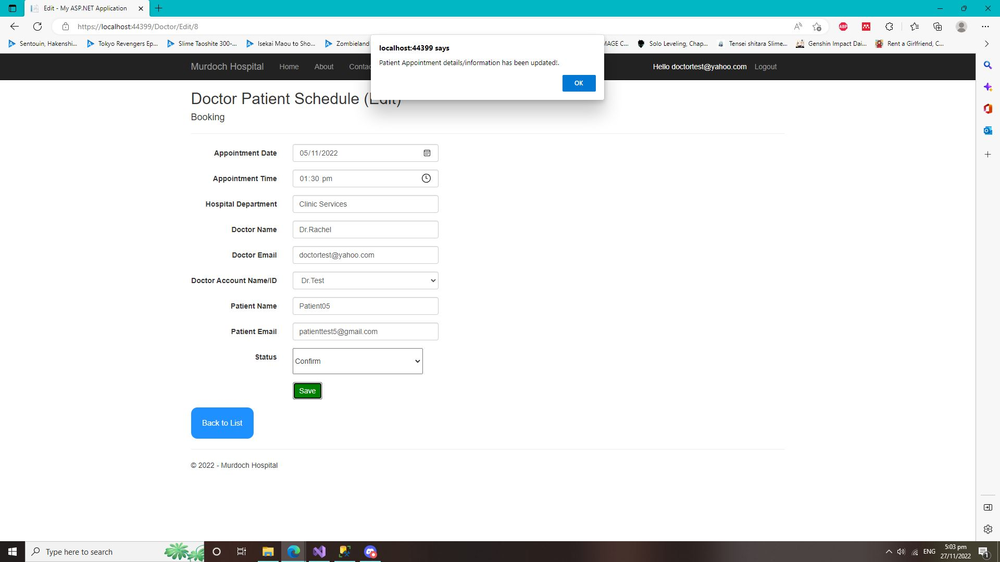 Edit - My ASP.NET Application
https://localhost:44399/Doctor/Edit/8
ABP
Sentouin, Hakenshi...
Tokyo Revengers Ep...
Slime Taoshite 300-...
Isekai Maou to Sho...
Zombieland
MAGE C...
Solo Leveling, Chap...
Tensei shitara Slime...
Genshin Impact Dai...
Rent a Girlfriend, C...
localhost:44399 says
Patient Appointment details/information has been updated!.
OK
Murdoch Hospital
Home
About
Contac
Hello doctortest@yahoo.com
Logout
Doctor Patient Schedule (Edit)
Booking
Appointment Date 05/11/2022
Appointment Time 01:30 pm
Hospital Department Clinic Services
Doctor Name Dr.Rachel
Doctor Email doctortest@yahoo.com
Doctor Account Name/ID Dr.Test
Patient Name Patient05
Patient Email patienttest5@gmail.com
Status Confirm
Save
Back to List
© 2022 - Murdoch Hospital
Type here to search
ENG
5:03 pm
27/11/2022
1